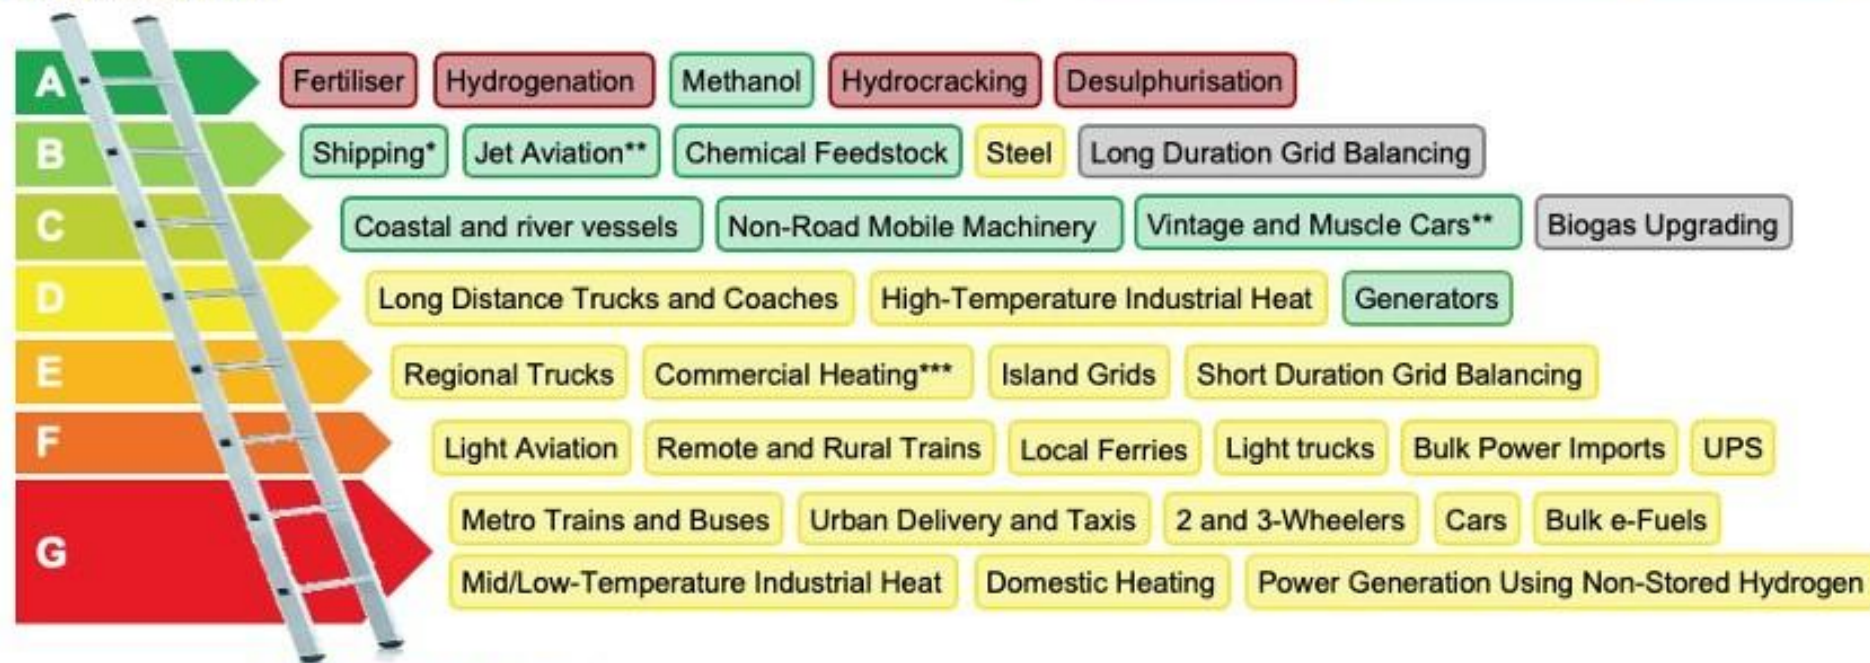 A Fertiliser Hydrogenation Methanol Hydrocracking Desulphurisation
B Shipping* Jet Aviation** Chemical Feedstock Steel Long Duration Grid Balancing
C Coastal and river vessels Non-Road Mobile Machinery Vintage and Muscle Cars** Biogas Upgrading
D Long Distance Trucks and Coaches High-Temperature Industrial Heat Generators
E Regional Trucks Commercial Heating*** Island Grids Short Duration Grid Balancing
F Light Aviation Remote and Rural Trains Local Ferries Light trucks Bulk Power Imports UPS
G Metro Trains and Buses Urban Delivery and Taxis 2 and 3-Wheelers Cars Bulk e-Fuels
Mid/Low-Temperature Industrial Heat Domestic Heating Power Generation Using Non-Stored Hydrogen